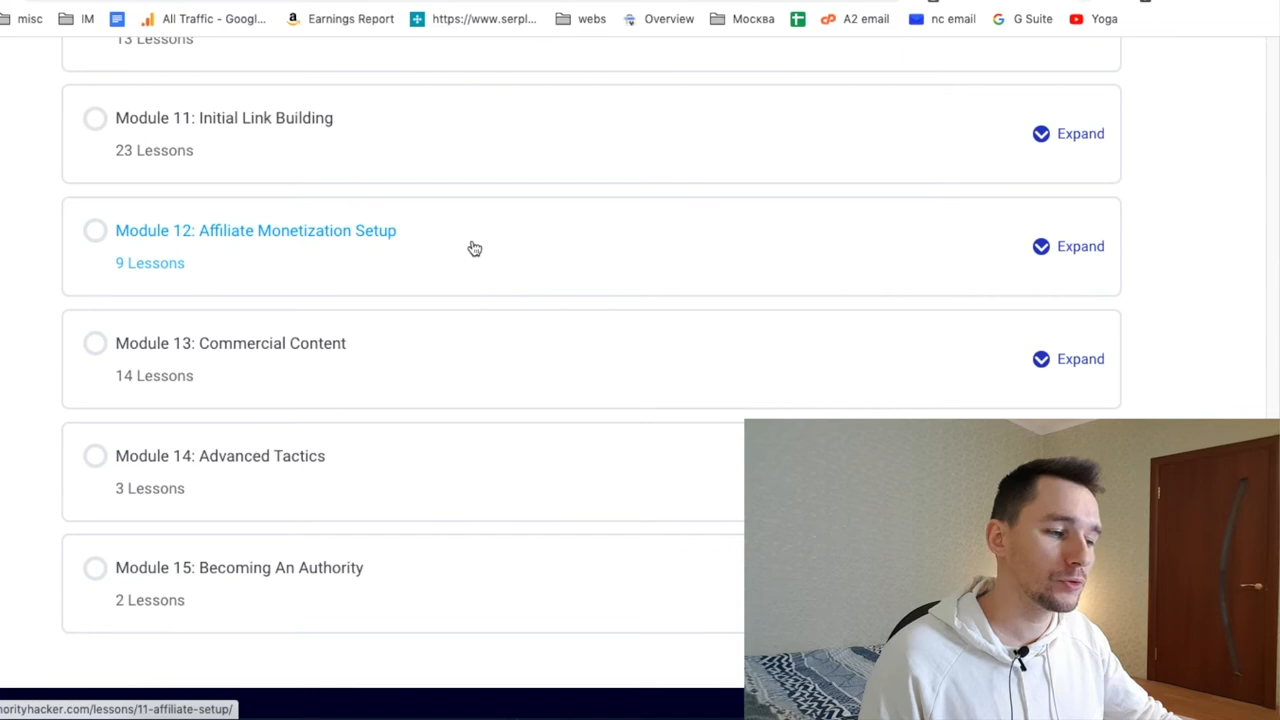 misc IM All Traffic - Googl... Earnings Report https://www.serpl... webs Overview Москва A2 email nc email G Suite Yoga
13 Lessons
Module 11: Initial Link Building
23 Lessons
Expand
Module 12: Affiliate Monetization Setup
9 Lessons
Expand
Module 13: Commercial Content
14 Lessons
Expand
Module 14: Advanced Tactics
3 Lessons
Module 15: Becoming An Authority
2 Lessons
horityhacker.com/lessons/11-affiliate-setup/